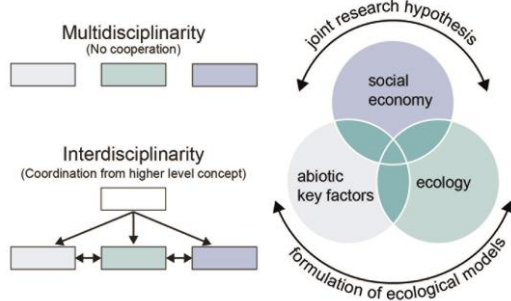 Multidisciplinarity
(No cooperation)
Interdisciplinarity
(Coordination from higher level concept)
joint research hypothesis
social
economy
abiotic
key factors
ecology
formulation of ecological models